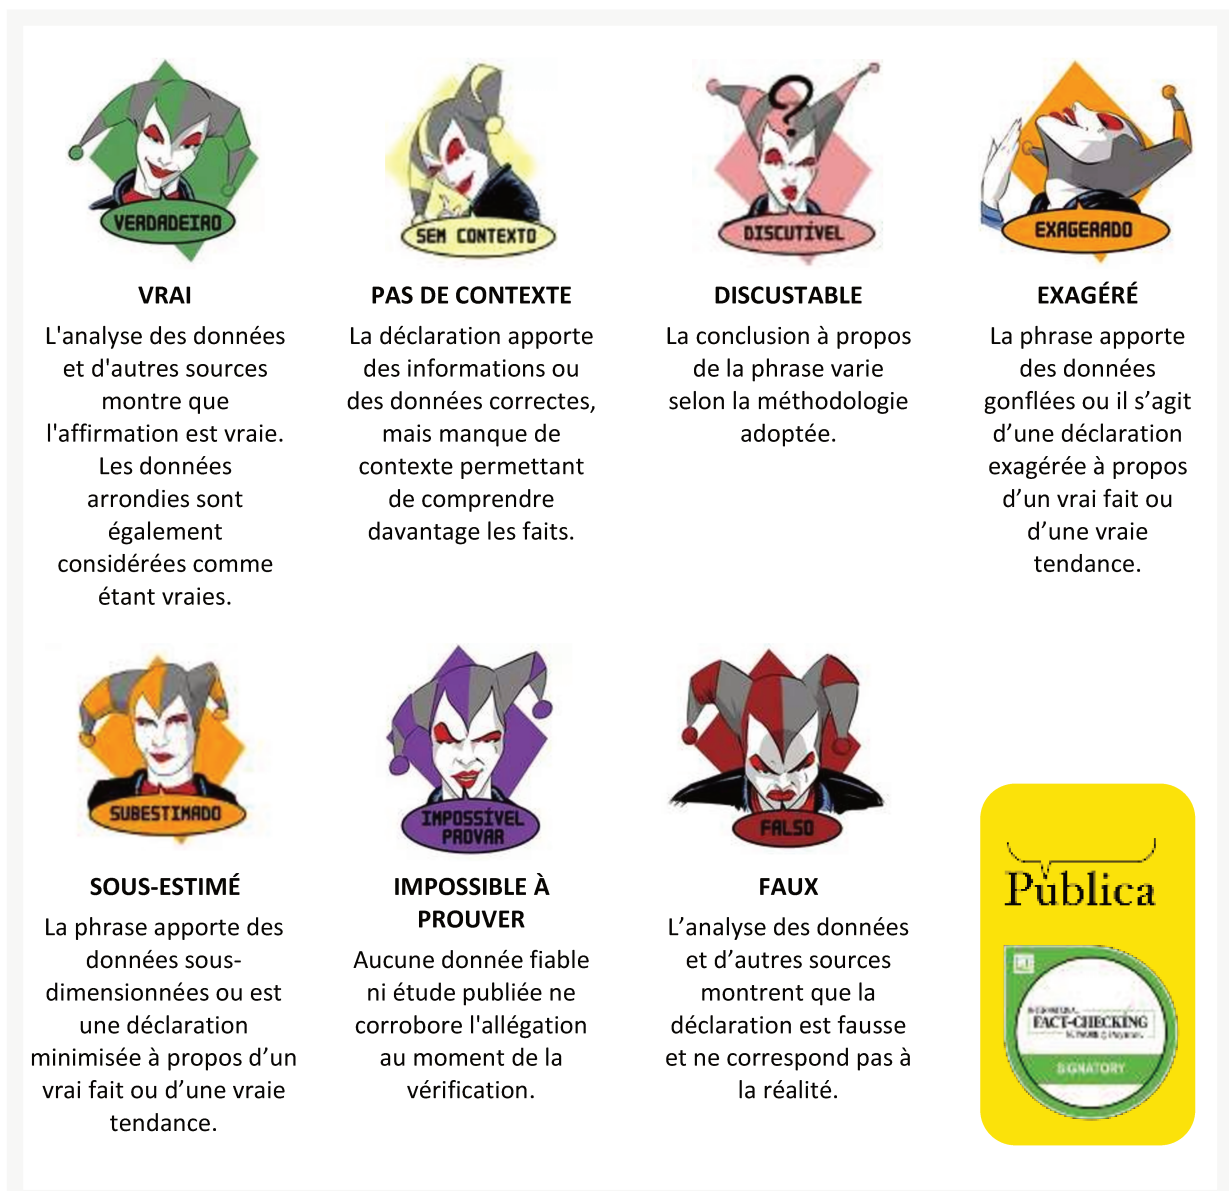 VERDADEIRO
SEM CONTEXTO
DISCUTÍVEL
EXAGERADO
VRAI
L'analyse des données
et d'autres sources
montre que
l'affirmation est vraie.
Les données
arrondies sont
également
considérées comme
étant vraies.
PAS DE CONTEXTE
La déclaration apporte
des informations ou
des données correctes,
mais manque de
contexte permettant
de comprendre
davantage les faits.
DISCUSTABLE
La conclusion à propos
de la phrase varie
selon la méthodologie
adoptée.
EXAGÉRÉ
La phrase apporte
des données
gonflées ou il s’agit
d’une déclaration
exagérée à propos
d’un vrai fait ou
d’une vraie
tendance.
SUBESTIMADO
IMPOSSÍVEL
PROVAR
FALSO
SOUS-ESTIMÉ
La phrase apporte des
données sous-
dimensionnées ou est
une déclaration
minimisée à propos d’un
vrai fait ou d’une vraie
tendance.
IMPOSSIBLE À
PROUVER
Aucune donnée fiable
ni étude publiée ne
corrobore l'allégation
au moment de la
vérification.
FAUX
L’analyse des données
et d’autres sources
montrent que la
déclaration est fausse
et ne correspond pas à
la réalité.
Pública
INTERNATIONAL
FACT-CHECKING
NETWORK @ Poynter.
SIGNATORY